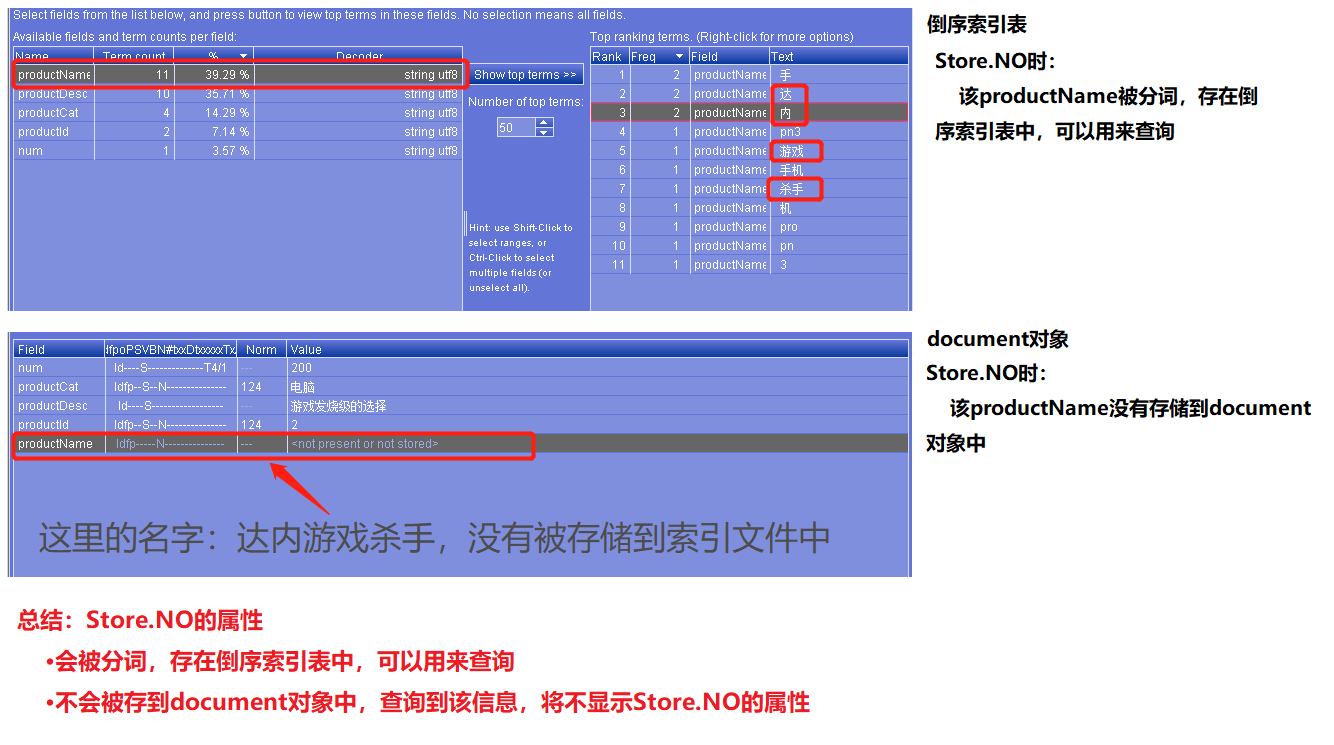 Select fields from the list below, and press button to view top terms in these fields. No selection means all fields.
Available fields and term counts per field:
Name Term count % Decoder
productName 11 39.29 % string utf8
productDesc 10 35.71 % string utf8
productCat 4 14.29 % string utf8
productId 2 7.14 % string utf8
num 1 3.57 % string utf8
Show top terms >>
Number of top terms:
50
Hint: use Shift-Click to
select ranges, or
Ctrl-Click to select
multiple fields (or
unselect all).
Top ranking terms. (Right-click for more options)
Rank Freq Field Text
1 2 productName 手
2 2 productName 达
3 2 productName 内
4 1 productName pn3
5 1 productName 游戏
6 1 productName 手机
7 1 productName 杀手
8 1 productName 机
9 1 productName pro
10 1 productName pn
11 1 productName 3
倒序索引表
Store.NO时：
该productName被分词，存在倒
序索引表中，可以用来查询
Field IdfpoPSVBN#txxDtxxxxxTx Norm Value
num Id----S--------------T4/1 --- 200
productCat Idfp--S--N--------------- 124 电脑
productDesc Id----S------------------ --- 游戏发烧级的选择
productId Idfp--S--N--------------- 124 2
productName Idfp-----N--------------- --- <not present or not stored>
这里的名字：达内游戏杀手，没有被存储到索引文件中
document对象
Store.NO时：
该productName没有存储到document
对象中
总结：Store.NO的属性
•会被分词，存在倒序索引表中，可以用来查询
•不会被存到document对象中，查询到该信息，将不显示Store.NO的属性